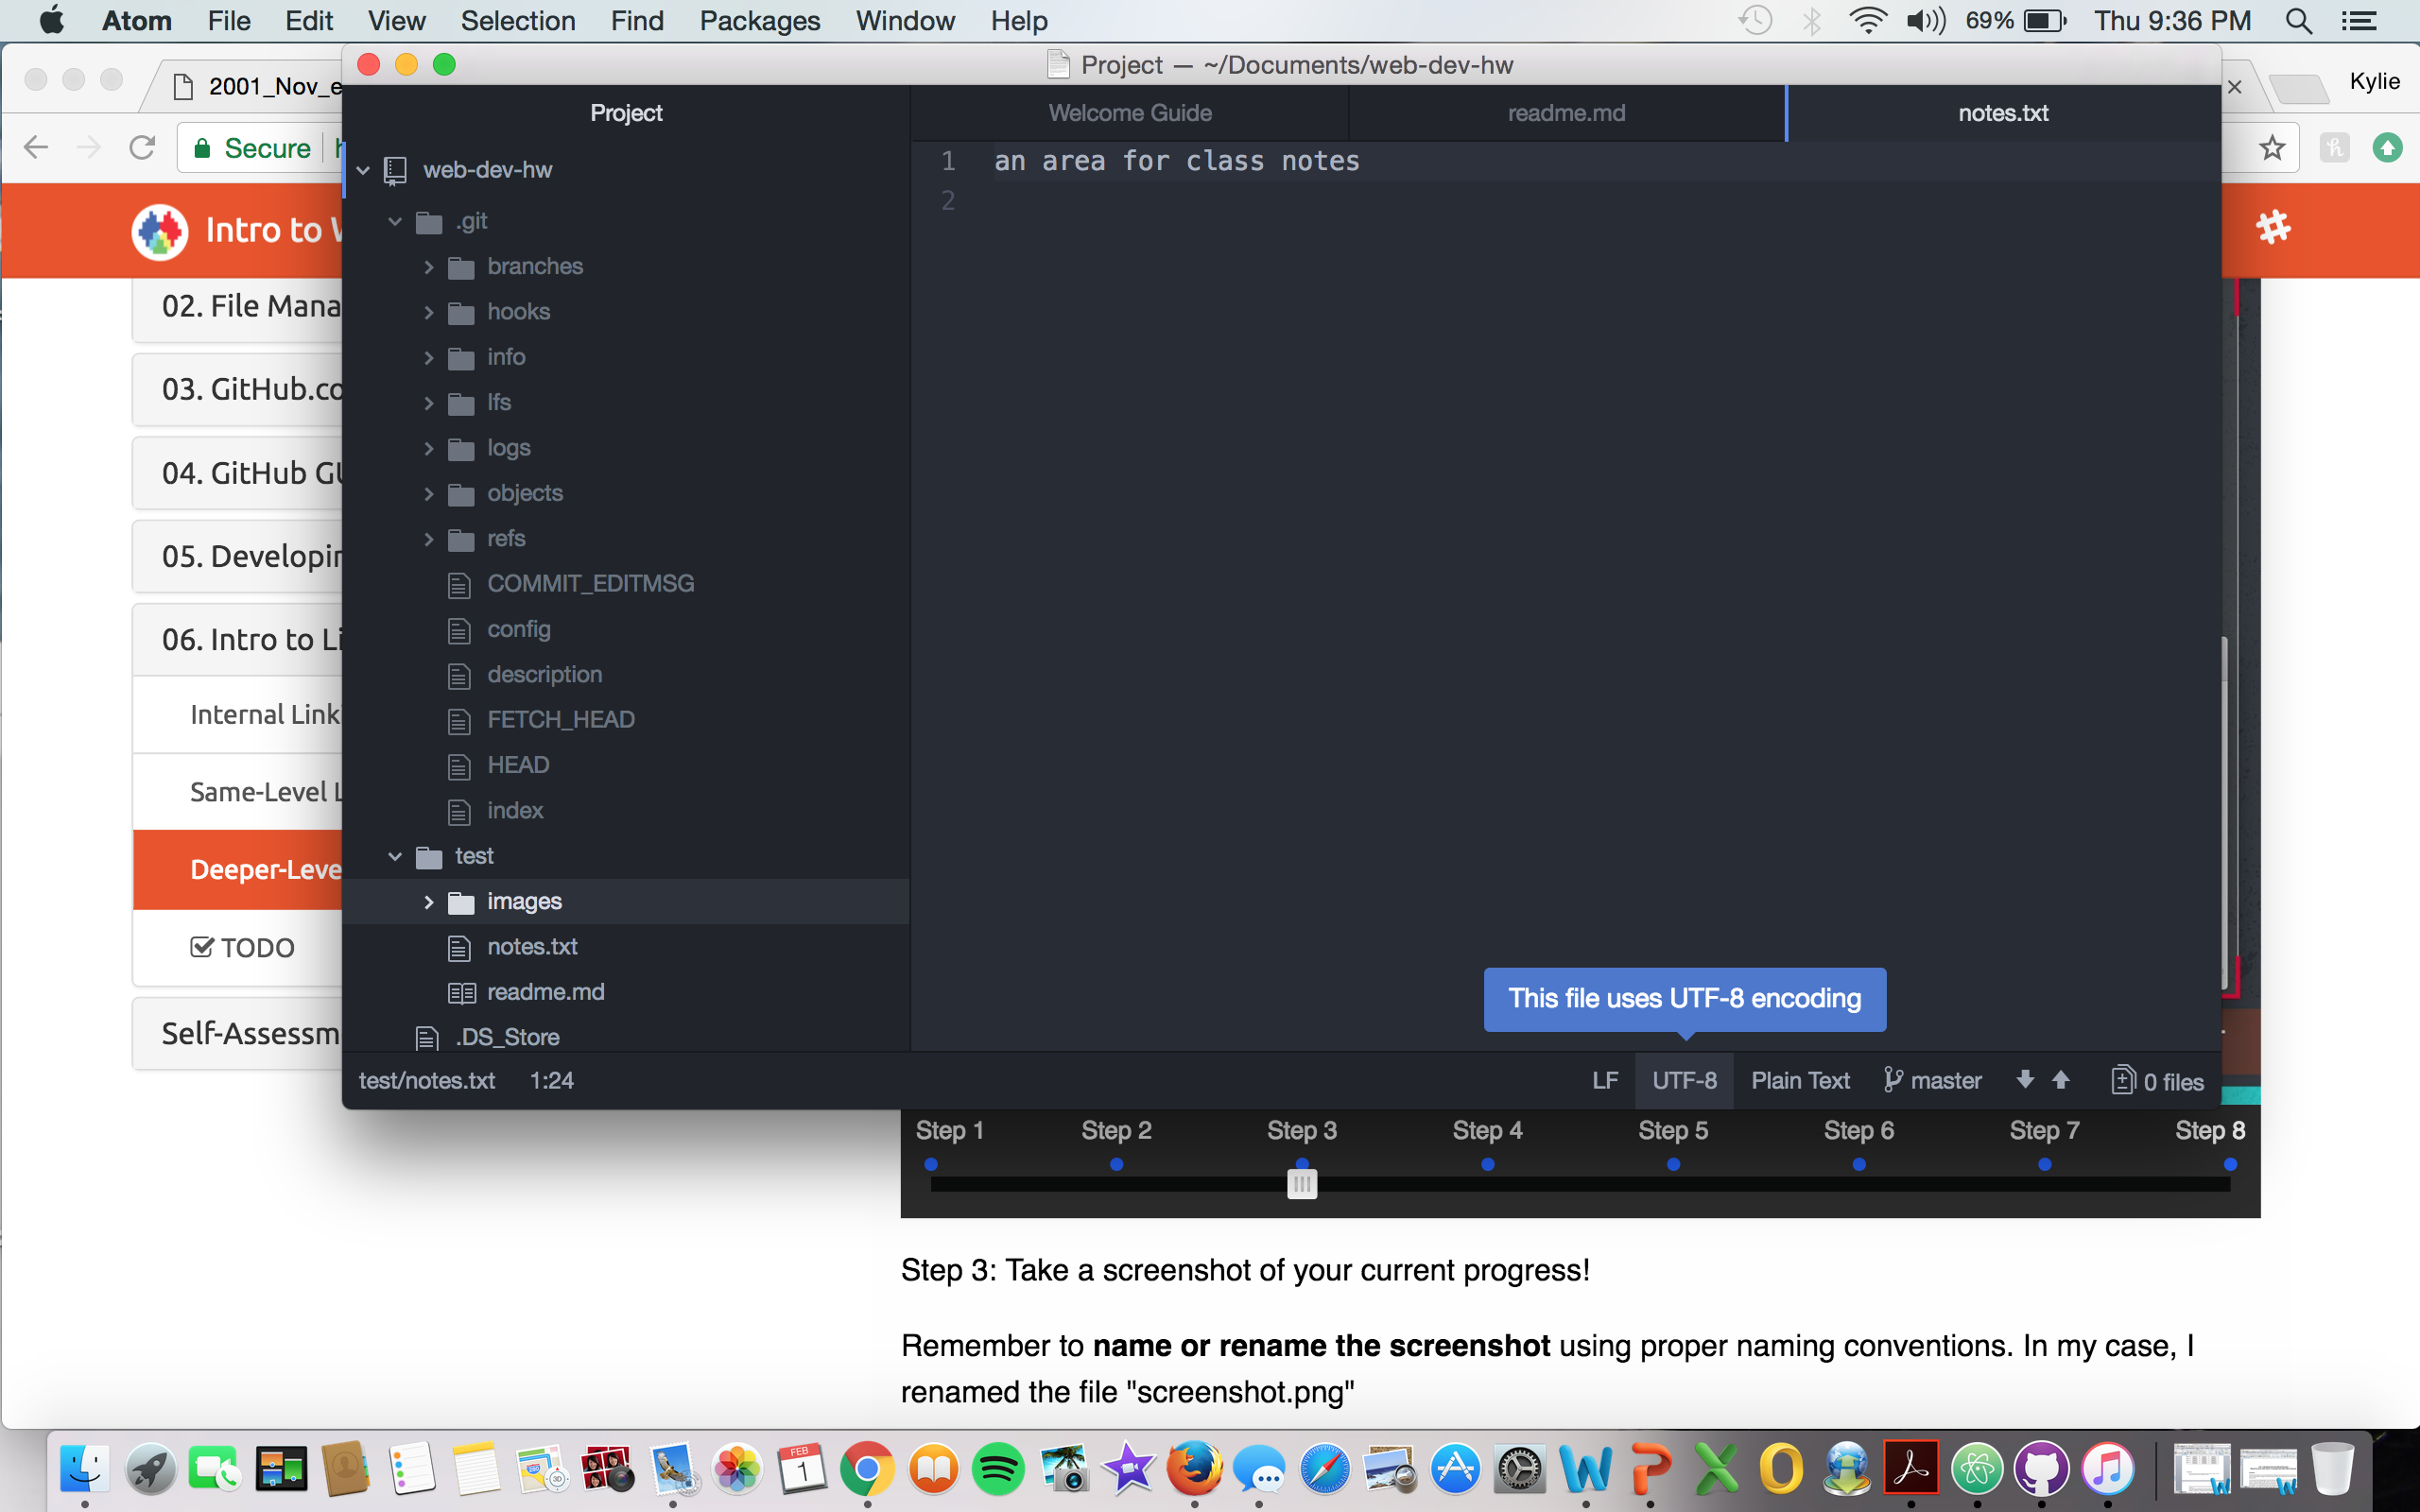 Atom File Edit View Selection Find Packages Window Help 69% Thu 9:36 PM
2001_Nov_e
Project — ~/Documents/web-dev-hw
Kylie
Secure
Intro to
Project
Welcome Guide readme.md notes.txt
1 an area for class notes
2
web-dev-hw
.git
branches
hooks
info
lfs
logs
objects
refs
COMMIT_EDITMSG
config
description
FETCH_HEAD
HEAD
index
test
images
notes.txt
readme.md
.DS_Store
02. File Mana
03. GitHub.co
04. GitHub GU
05. Developin
06. Intro to Li
Internal Link
Same-Level L
Deeper-Leve
TODO
Self-Assessm
This file uses UTF-8 encoding
test/notes.txt 1:24 LF UTF-8 Plain Text master 0 files
Step 1 Step 2 Step 3 Step 4 Step 5 Step 6 Step 7 Step 8
Step 3: Take a screenshot of your current progress!
Remember to name or rename the screenshot using proper naming conventions. In my case, I
renamed the file "screenshot.png"
FEB
1